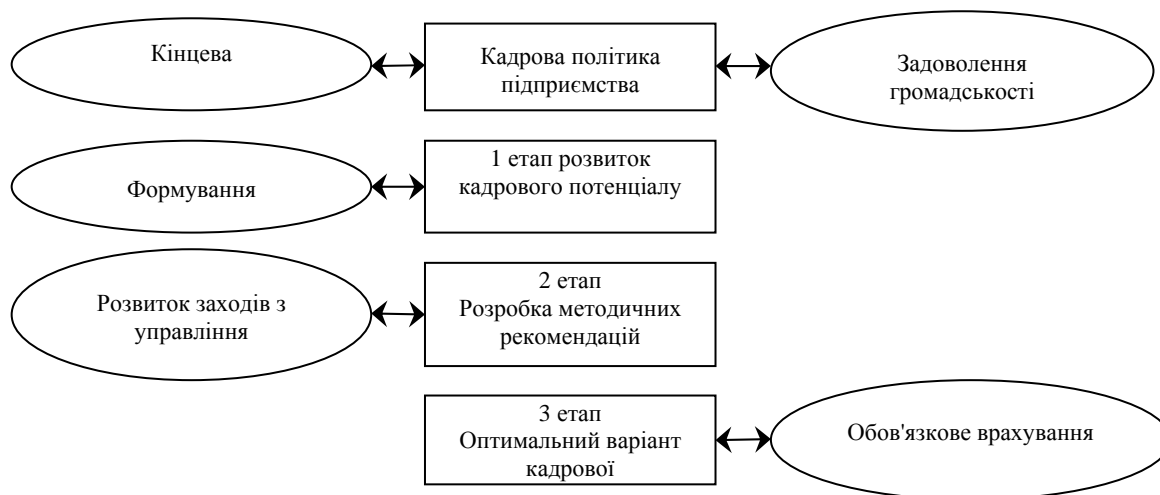 Кінцева
Кадрова політика
підприємства
Задоволення
громадськості
Формування
1 етап розвиток
кадрового потенціалу
Розвиток заходів з
управління
2 етап
Розробка методичних
рекомендацій
3 етап
Оптимальний варіант
кадрової
Обов'язкове врахування